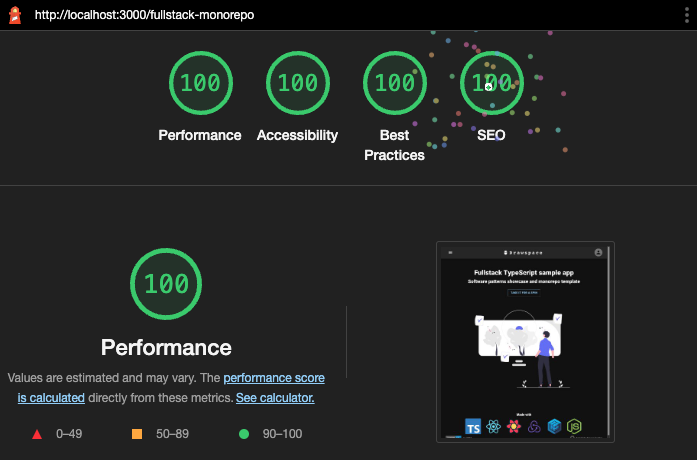 http://localhost:3000/fullstack-monorepo
100 100 100 100
Performance Accessibility Best Practices SEO
100
Performance
Values are estimated and may vary. The performance score
is calculated directly from these metrics. See calculator.
0–49 50–89 90–100
Fullstack TypeScript sample app
Software patterns showcase and monorepo template
Made with
TS
JS